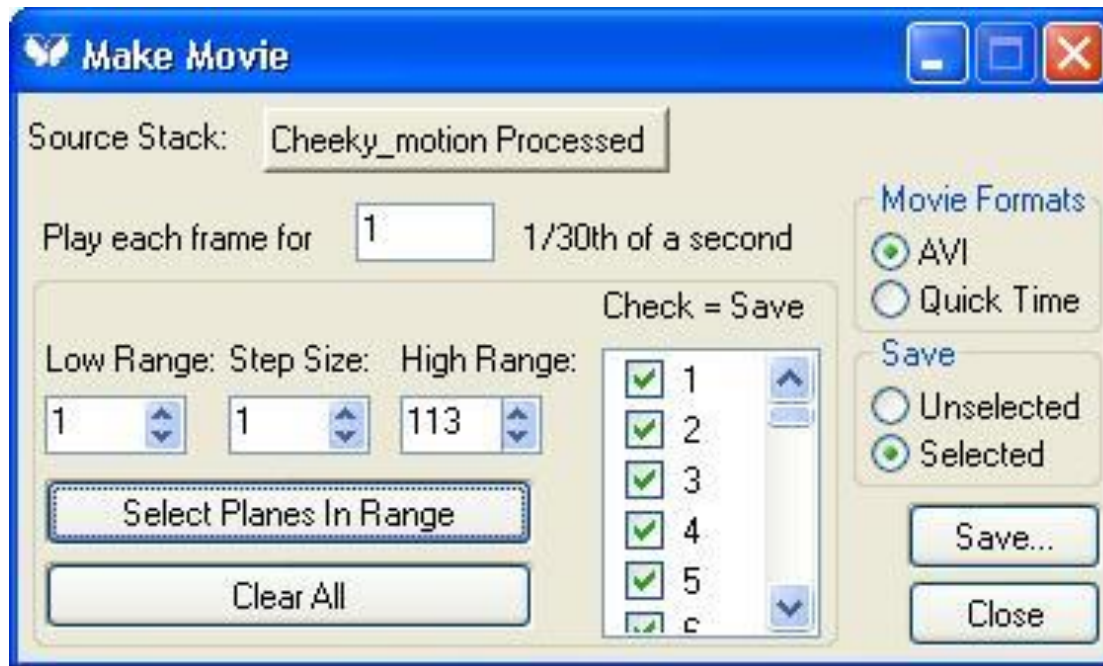 Make Movie
Source Stack: Cheeky_motion Processed
Play each frame for 1 1/30th of a second
Check = Save
Low Range: Step Size: High Range:
1 1 113
Select Planes In Range
Clear All
1
2
3
4
5
6
Movie Formats
AVI
Quick Time
Save
Unselected
Selected
Save...
Close